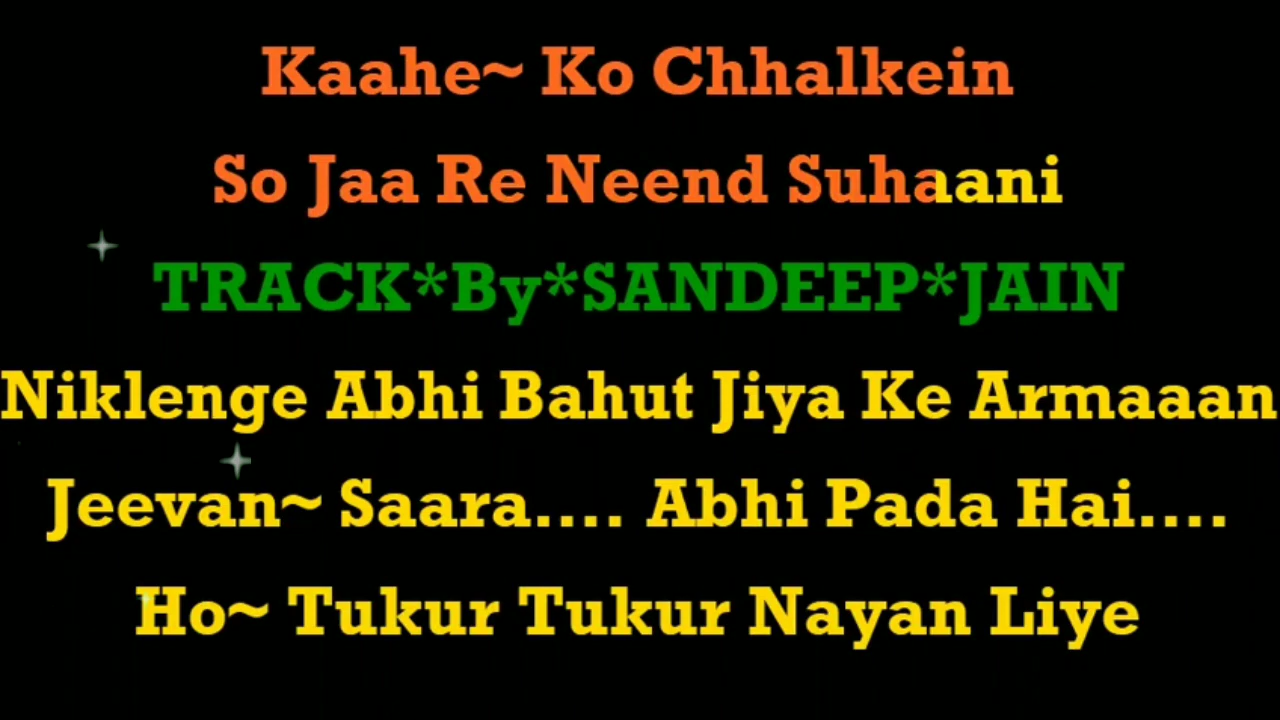 Kaahe~ Ko Chhalkein
So Jaa Re Neend Suhaani
TRACK*By*SANDEEP*JAIN
Niklenge Abhi Bahut Jiya Ke Armaaan
Jeevan~ Saara.... Abhi Pada Hai....
Ho~ Tukur Tukur Nayan Liye